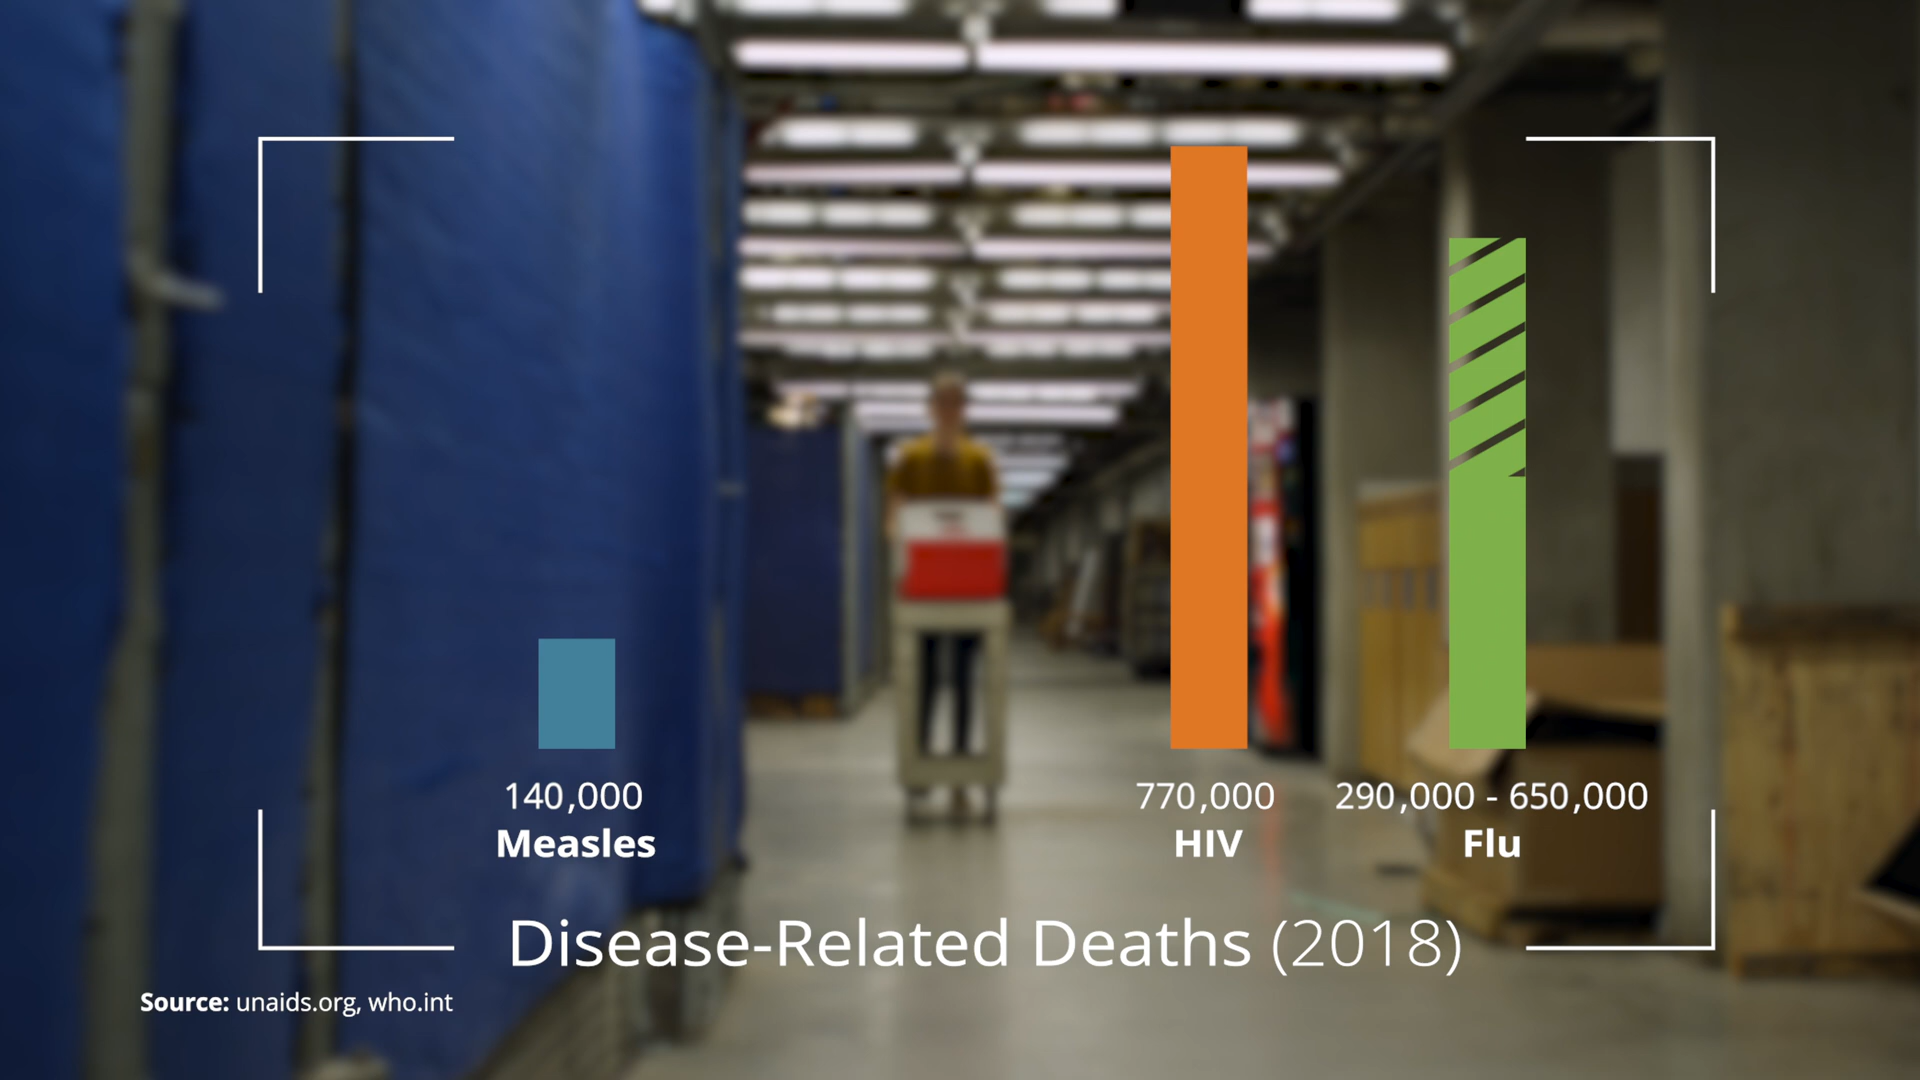 140,000
Measles
770,000
HIV
290,000 - 650,000
Flu
Disease-Related Deaths (2018)
Source: unaids.org, who.int